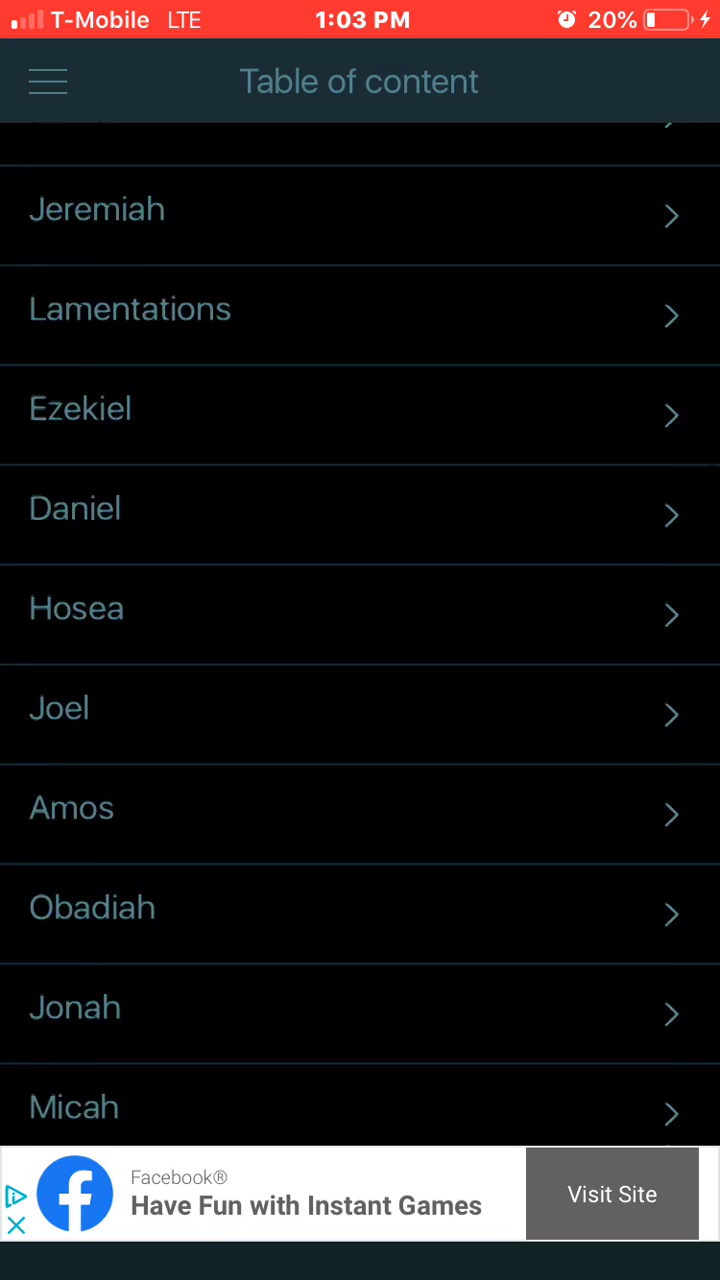 T-Mobile LTE 1:03 PM 20%
Table of content
Jeremiah
Lamentations
Ezekiel
Daniel
Hosea
Joel
Amos
Obadiah
Jonah
Micah
Facebook®
Have Fun with Instant Games
Visit Site